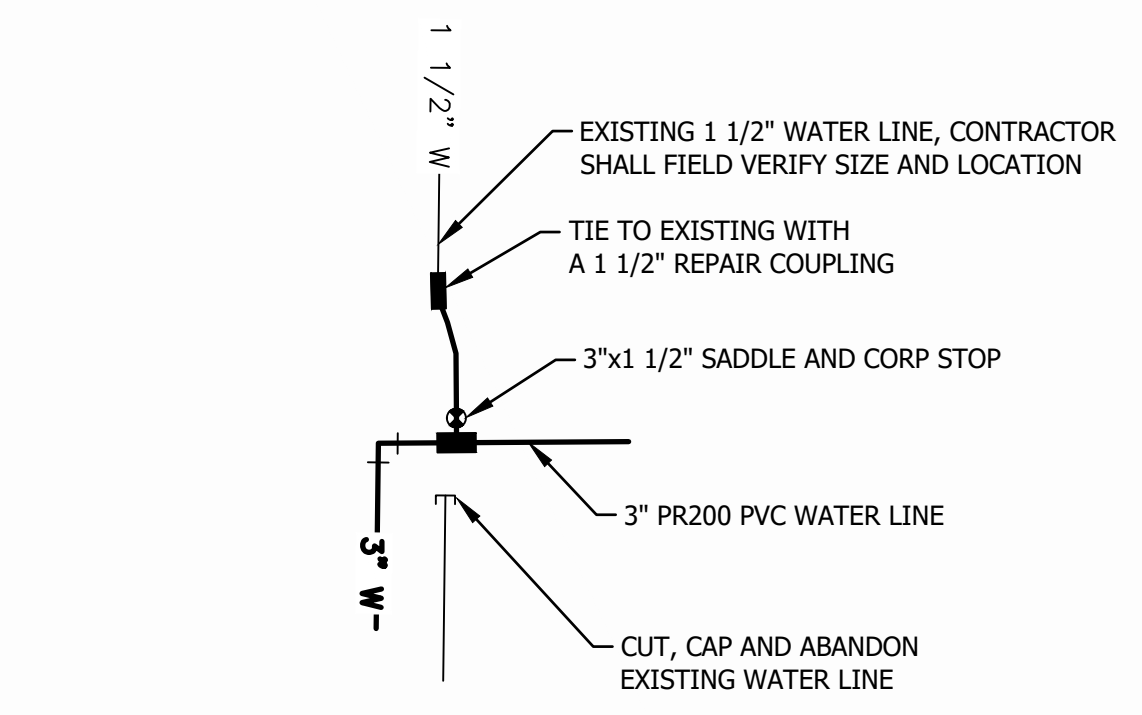 1 1/2" W
EXISTING 1 1/2" WATER LINE, CONTRACTOR
SHALL FIELD VERIFY SIZE AND LOCATION
TIE TO EXISTING WITH
A 1 1/2" REPAIR COUPLING
3"x1 1/2" SADDLE AND CORP STOP
3" PR200 PVC WATER LINE
3" W
CUT, CAP AND ABANDON
EXISTING WATER LINE